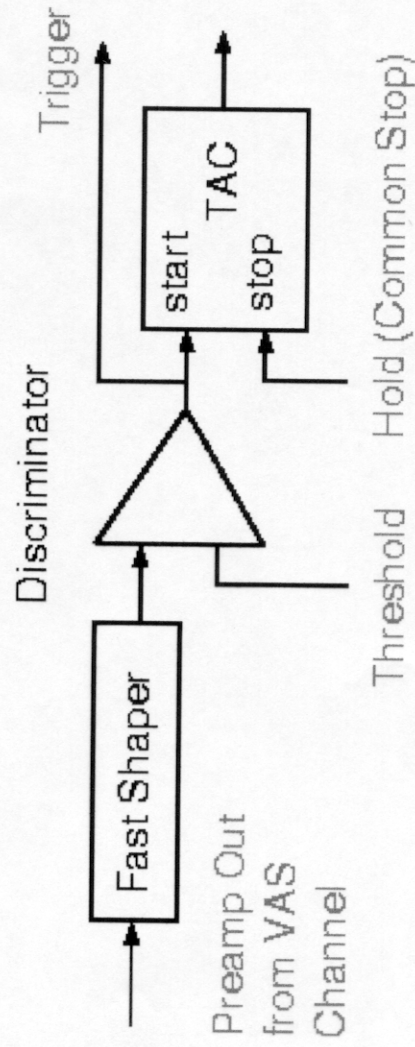 Discriminator
Trigger
Fast Shaper
start
TAC
stop
Preamp Out
from VAS
Channel
Threshold
Hold (Common Stop)